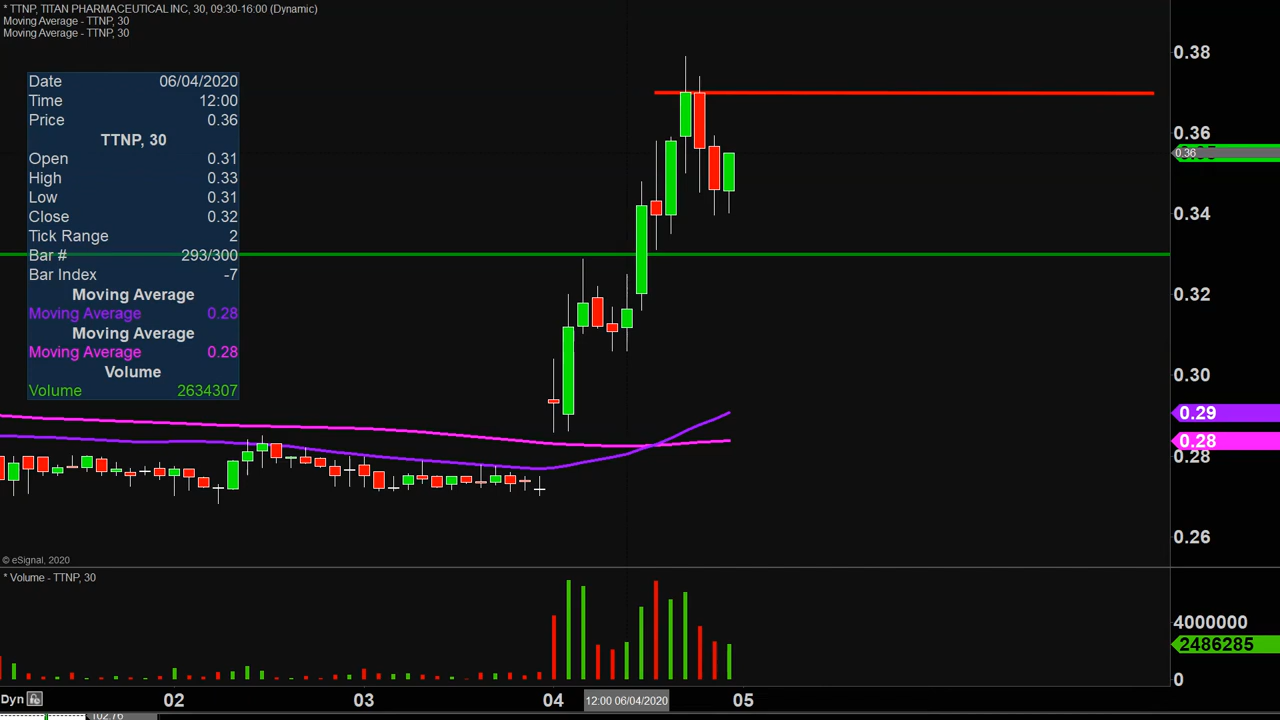 * TTNP, TITAN PHARMACEUTICAL INC, 30, 09:30-16:00 (Dynamic)
Moving Average - TTNP, 30
Moving Average - TTNP, 30
Date 06/04/2020
Time 12:00
Price 0.36
TTNP, 30
Open 0.31
High 0.33
Low 0.31
Close 0.32
Tick Range 2
Bar # 293/300
Bar Index -7
Moving Average
Moving Average 0.28
Moving Average
Moving Average 0.28
Volume
Volume 2634307
0.38
0.36
0.36
0.34
0.32
0.30
0.29
0.28
0.28
0.26
© eSignal, 2020
* Volume - TTNP, 30
4000000
2486285
0
Dyn 02 03 04 12:00 06/04/2020 05
102.76